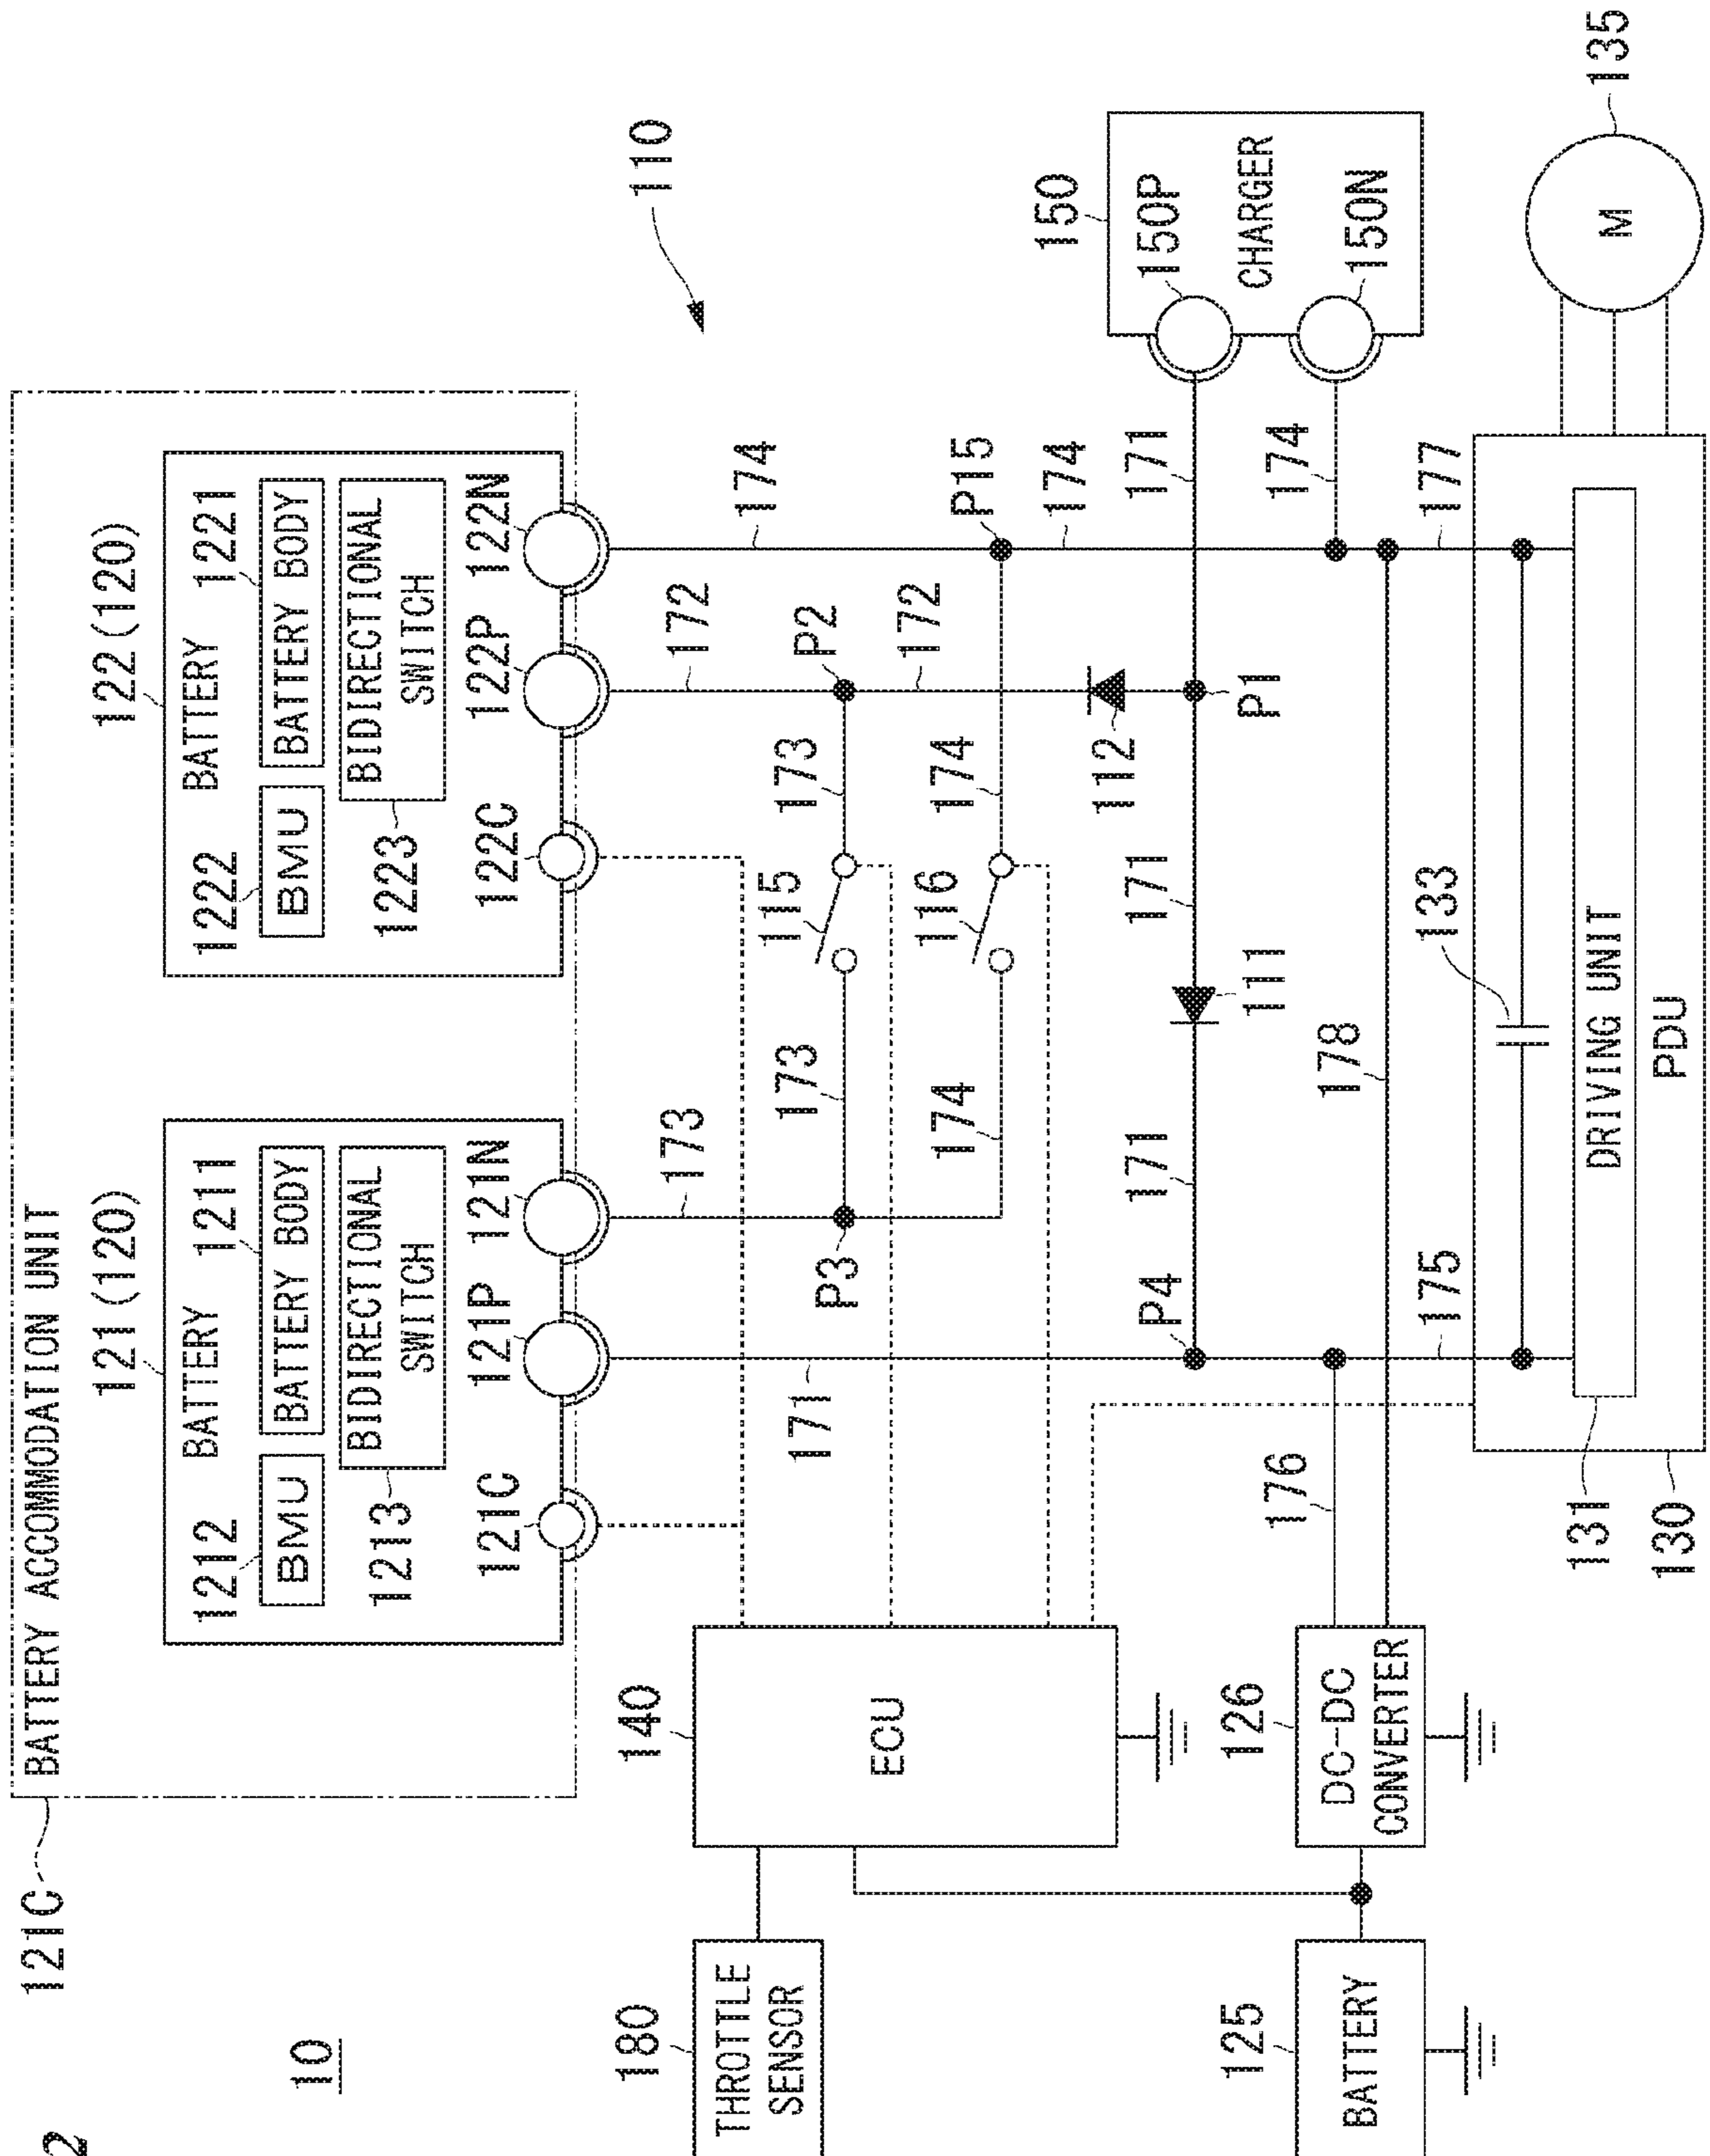 2
10
121C
BATTERY ACCOMMODATION UNIT
121(120)
BATTERY
1212
1211
BMU
BATTERY BODY
BIDIRECTIONAL
SWITCH
1213
121C
121P
121N
122(120)
BATTERY
1222
1221
BMU
BATTERY BODY
BIDIRECTIONAL
SWITCH
1223
122C
122P
122N
110
173
172
174
171
P3
173
115
173
P2
174
116
174
172
P15
174
180
THROTTLE
SENSOR
140
ECU
P4
171
111
171
112
P1
171
150
150P
CHARGER
150N
174
125
BATTERY
126
DC-DC
CONVERTER
176
178
175
133
177
131
DRIVING UNIT
130
PDU
M
135